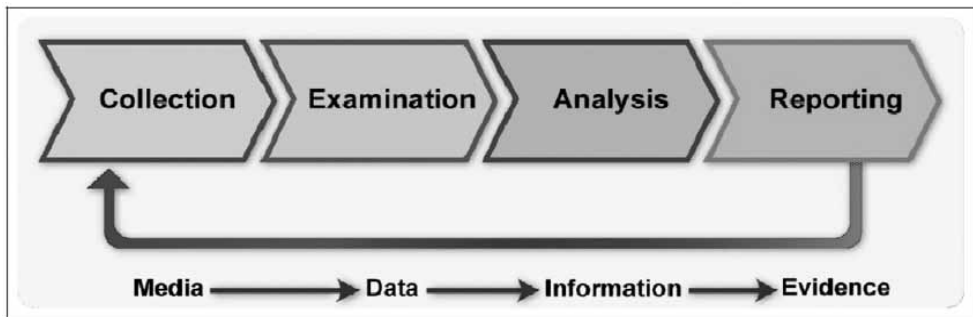 Collection Examination Analysis Reporting
Media Data Information Evidence